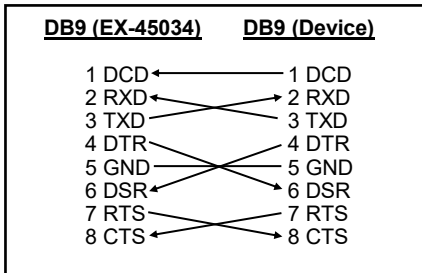 DB9 (EX-45034) DB9 (Device)
1 DCD 1 DCD
2 RXD 2 RXD
3 TXD 3 TXD
4 DTR 4 DTR
5 GND 5 GND
6 DSR 6 DSR
7 RTS 7 RTS
8 CTS 8 CTS